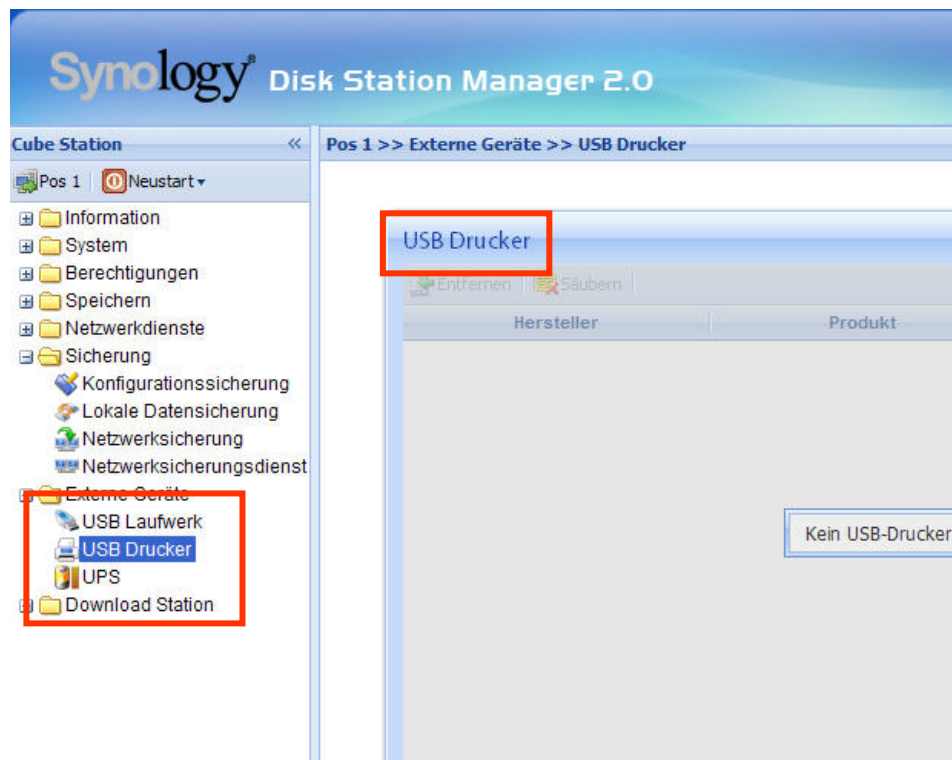 Synology® Disk Station Manager 2.0
Cube Station «
Pos 1 >> Externe Geräte >> USB Drucker
Pos 1 Neustart
Information
System
Berechtigungen
Speichern
Netzwerkdienste
Sicherung
Konfigurationssicherung
Lokale Datensicherung
Netzwerksicherung
Netzwerksicherungsdienst
Externe Geräte
USB Laufwerk
USB Drucker
UPS
Download Station
USB Drucker
Entfernen Säubern
Hersteller Produkt
Kein USB-Drucker